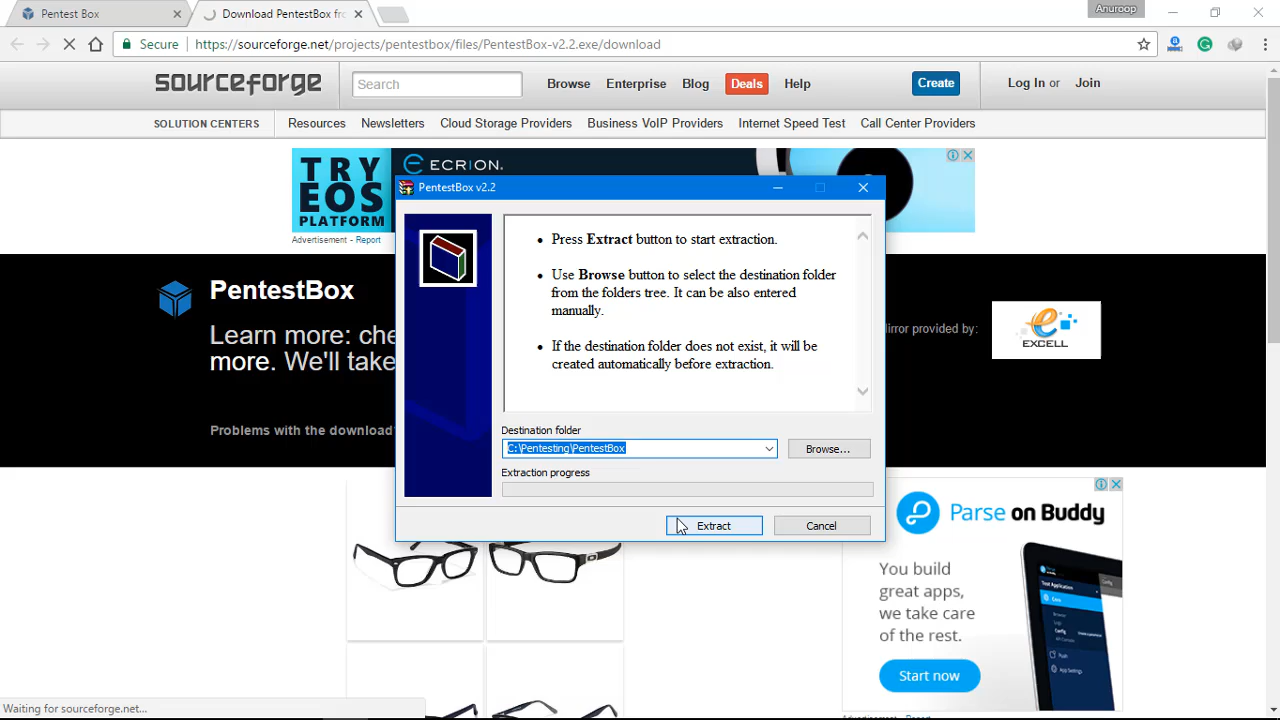 Pent​est Box
Download PentestBox fro
Anuroop
Secure
https://sourceforge.net/projects/pentestbox/files/PentestBox-v2.2.exe/download
sourceforge
Search
Browse
Enterprise
Blog
Deals
Help
Create
Log In or Join
SOLUTION CENTERS
Resources
Newsletters
Cloud Storage Providers
Business VoIP Providers
Internet Speed Test
Call Center Providers
TRY
EOS
PLATFORM
ECRION
Advertisement - Report
PentestBox v2.2
• Press Extract button to start extraction.
• Use Browse button to select the destination folder
from the folders tree. It can be also entered
manually.
• If the destination folder does not exist, it will be
created automatically before extraction.
Destination folder
C:\Pentesting\PentestBox
Browse...
Extraction progress
Extract
Cancel
PentestBox
Learn more: che
more. We'll take
Problems with the download?
irror provided by:
EXCELL
Parse on Buddy
You build
great apps,
we take care
of the rest.
Start now
Waiting for sourceforge.net...